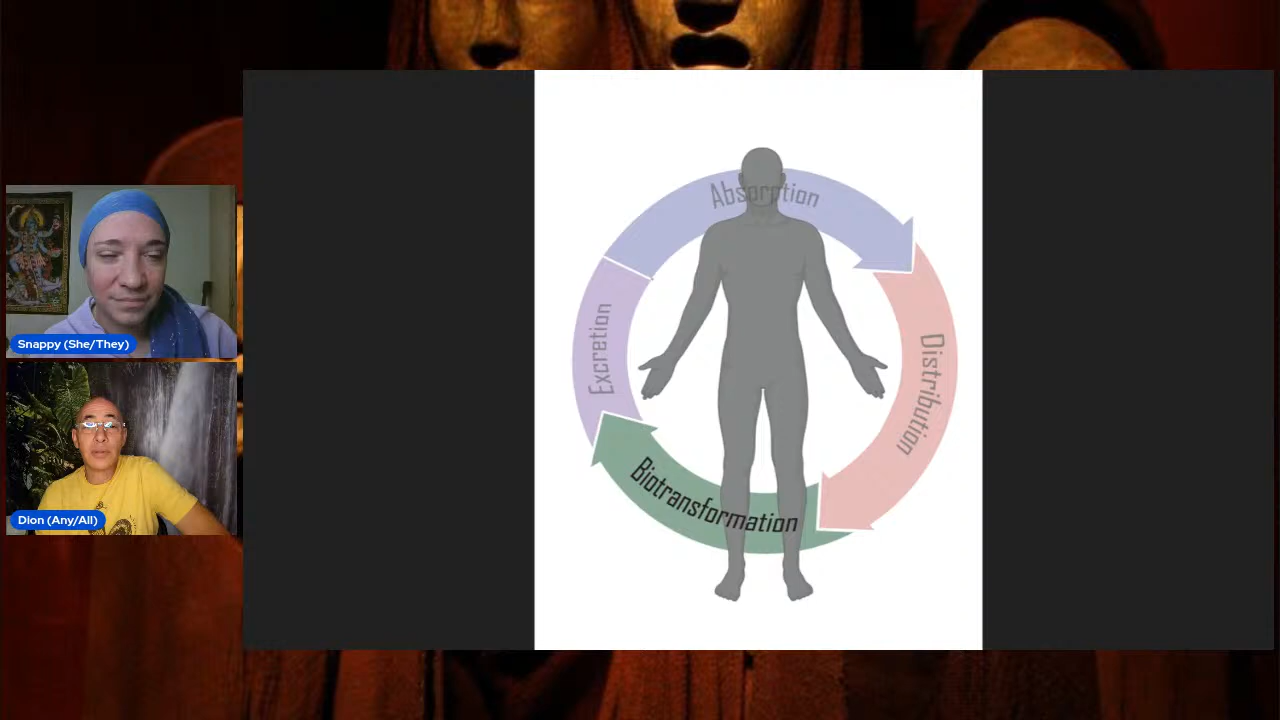 Absorption
Distribution
Biotransformation
Excretion
Snappy (She/They)
Dion (Any/All)